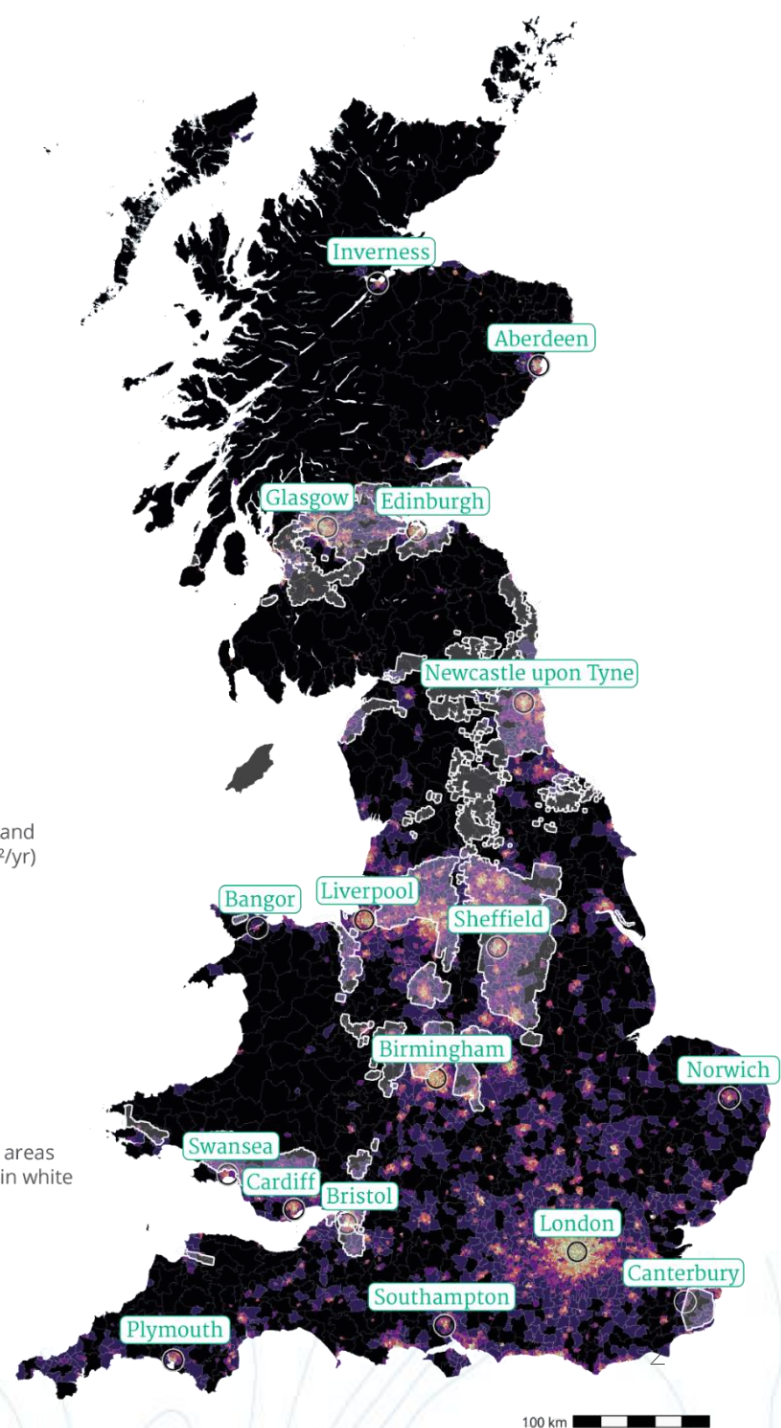 Inverness
Aberdeen
Glasgow
Edinburgh
Newcastle upon Tyne
and
²/yr)
Bangor
Liverpool
Sheffield
Birmingham
Norwich
areas
in white
Swansea
Cardiff
Bristol
London
Canterbury
Southampton
Plymouth
2
100 km